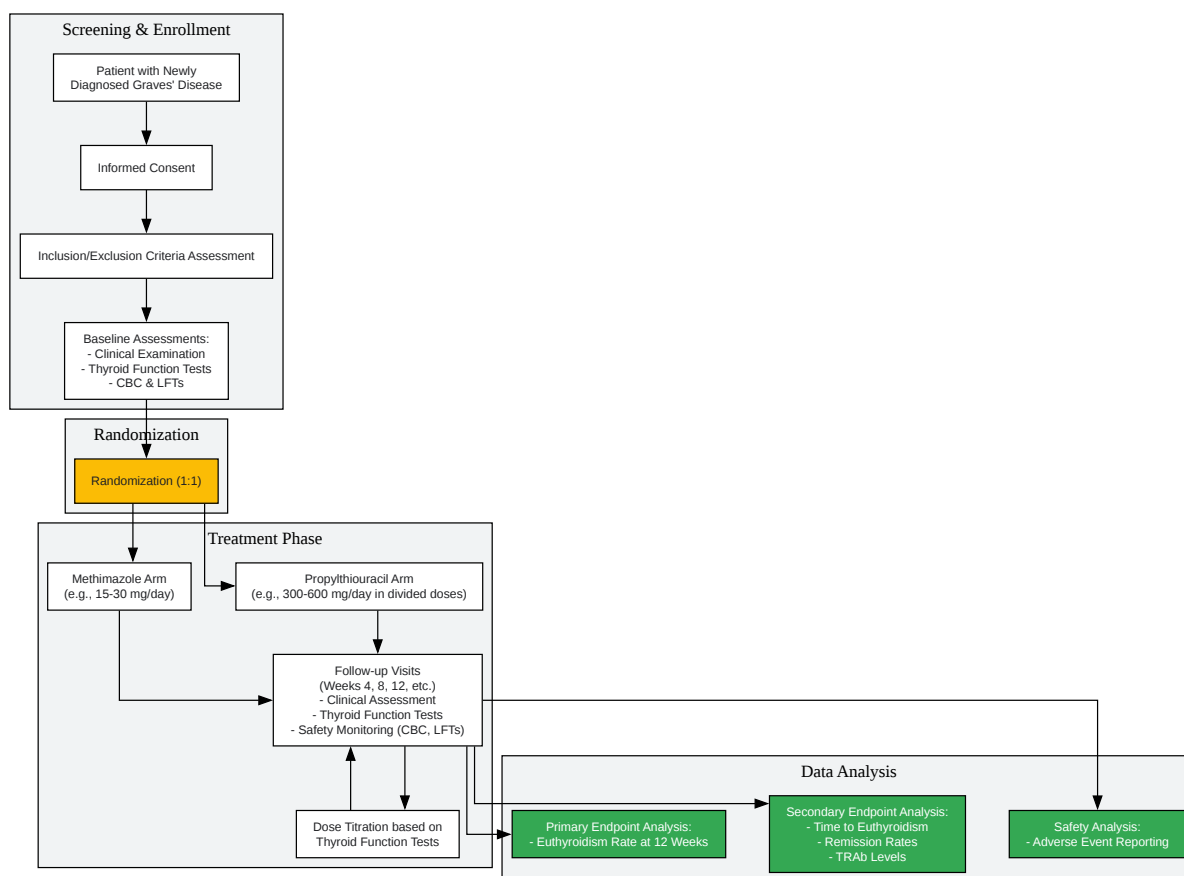 Screening & Enrollment
Patient with Newly
Diagnosed Graves' Disease
Informed Consent
Inclusion/Exclusion Criteria Assessment
Baseline Assessments:
- Clinical Examination
- Thyroid Function Tests
- CBC & LFTs
Randomization
Randomization (1:1)
Treatment Phase
Methimazole Arm
(e.g., 15-30 mg/day)
Propylthiouracil Arm
(e.g., 300-600 mg/day in divided doses)
Follow-up Visits
(Weeks 4, 8, 12, etc.)
- Clinical Assessment
- Thyroid Function Tests
- Safety Monitoring (CBC, LFTs)
Dose Titration based on
Thyroid Function Tests
Data Analysis
Primary Endpoint Analysis:
- Euthyroidism Rate at 12 Weeks
Secondary Endpoint Analysis:
- Time to Euthyroidism
- Remission Rates
- TRAb Levels
Safety Analysis:
- Adverse Event Reporting